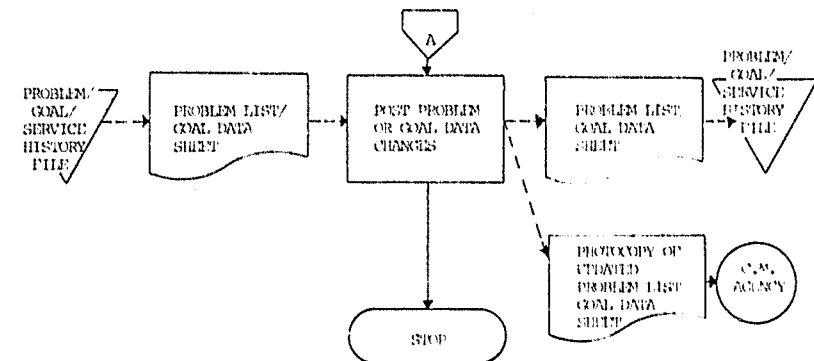 A
PROBLEM/
GOAL/
SERVICE
HISTORY
FILE
PROBLEM LIST/
GOAL DATA
SHEET
POST PROBLEM
OR GOAL DATA
CHANGES
PROBLEM LIST
GOAL DATA
SHEET
PROBLEM/
GOAL/
SERVICE
HISTORY
FILE
PHOTOCOPY OF
UPDATED
PROBLEM LIST
GOAL DATA
SHEET
C.M.
AGENCY
STOP